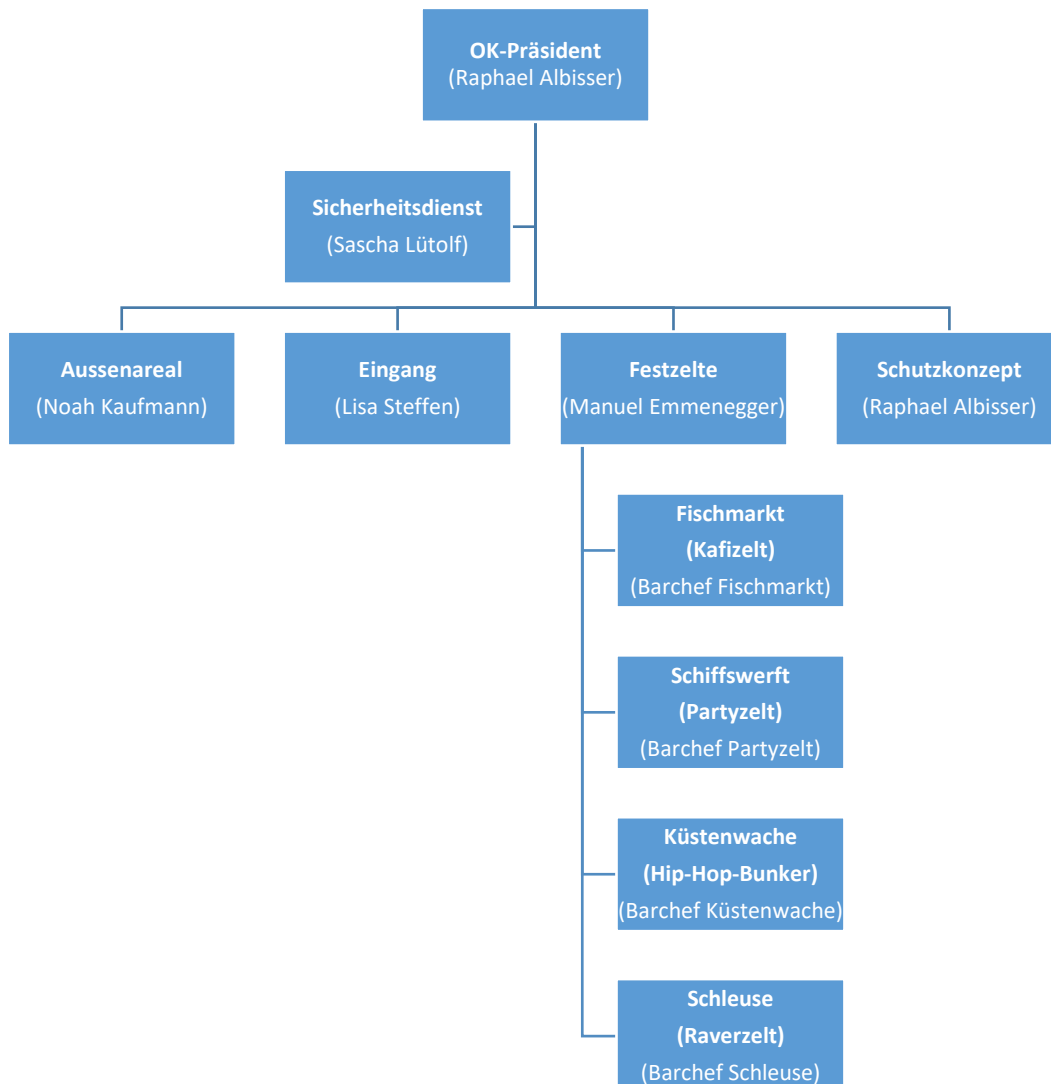 OK-Präsident
(Raphael Albisser)
Sicherheitsdienst
(Sascha Lütolf)
Aussenareal
(Noah Kaufmann)
Eingang
(Lisa Steffen)
Festzelte
(Manuel Emmenegger)
Schutzkonzept
(Raphael Albisser)
Fischmarkt
(Kafizelt)
(Barchef Fischmarkt)
Schiffswerft
(Partyzelt)
(Barchef Partyzelt)
Küstenwache
(Hip-Hop-Bunker)
(Barchef Küstenwache)
Schleuse
(Raverzelt)
(Barchef Schleuse)